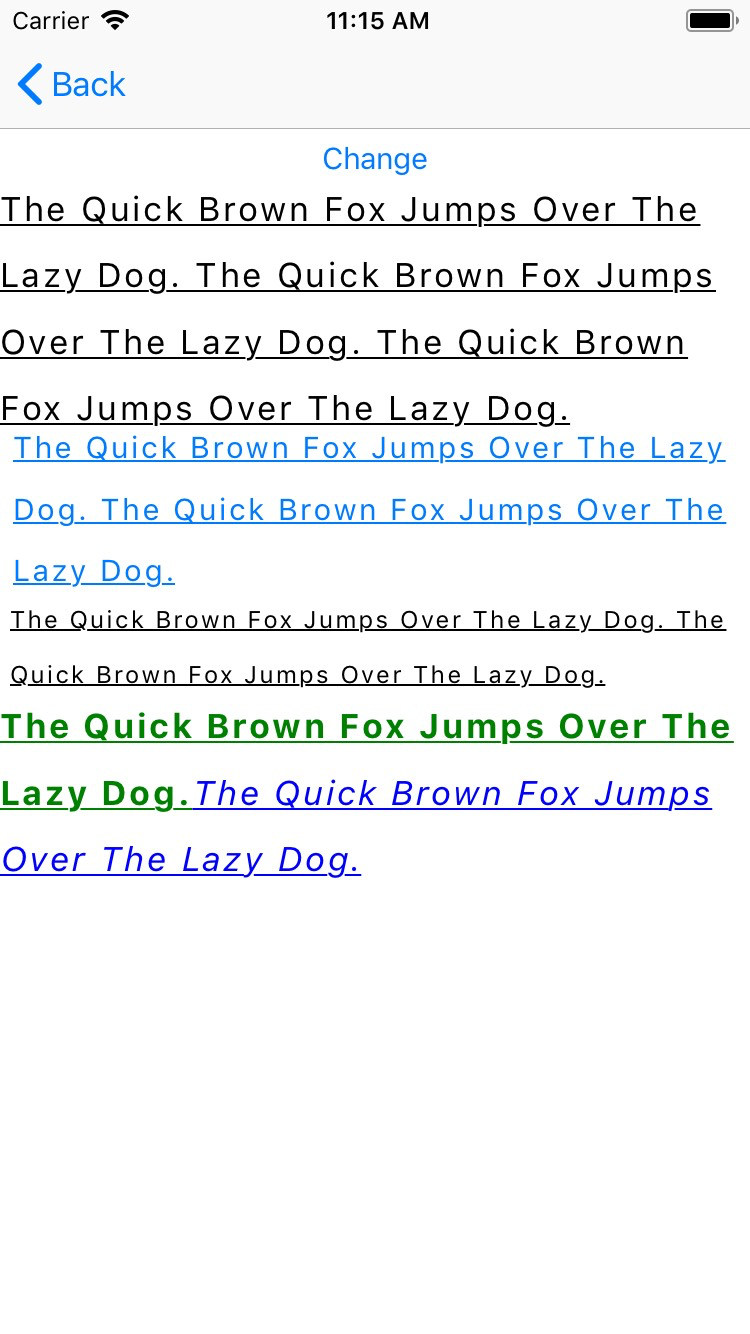 Carrier 11:15 AM
Back
Change
The Quick Brown Fox Jumps Over The
Lazy Dog. The Quick Brown Fox Jumps
Over The Lazy Dog. The Quick Brown
Fox Jumps Over The Lazy Dog.
The Quick Brown Fox Jumps Over The Lazy
Dog. The Quick Brown Fox Jumps Over The
Lazy Dog.
The Quick Brown Fox Jumps Over The Lazy Dog. The
Quick Brown Fox Jumps Over The Lazy Dog.
The Quick Brown Fox Jumps Over The
Lazy Dog.The Quick Brown Fox Jumps
Over The Lazy Dog.